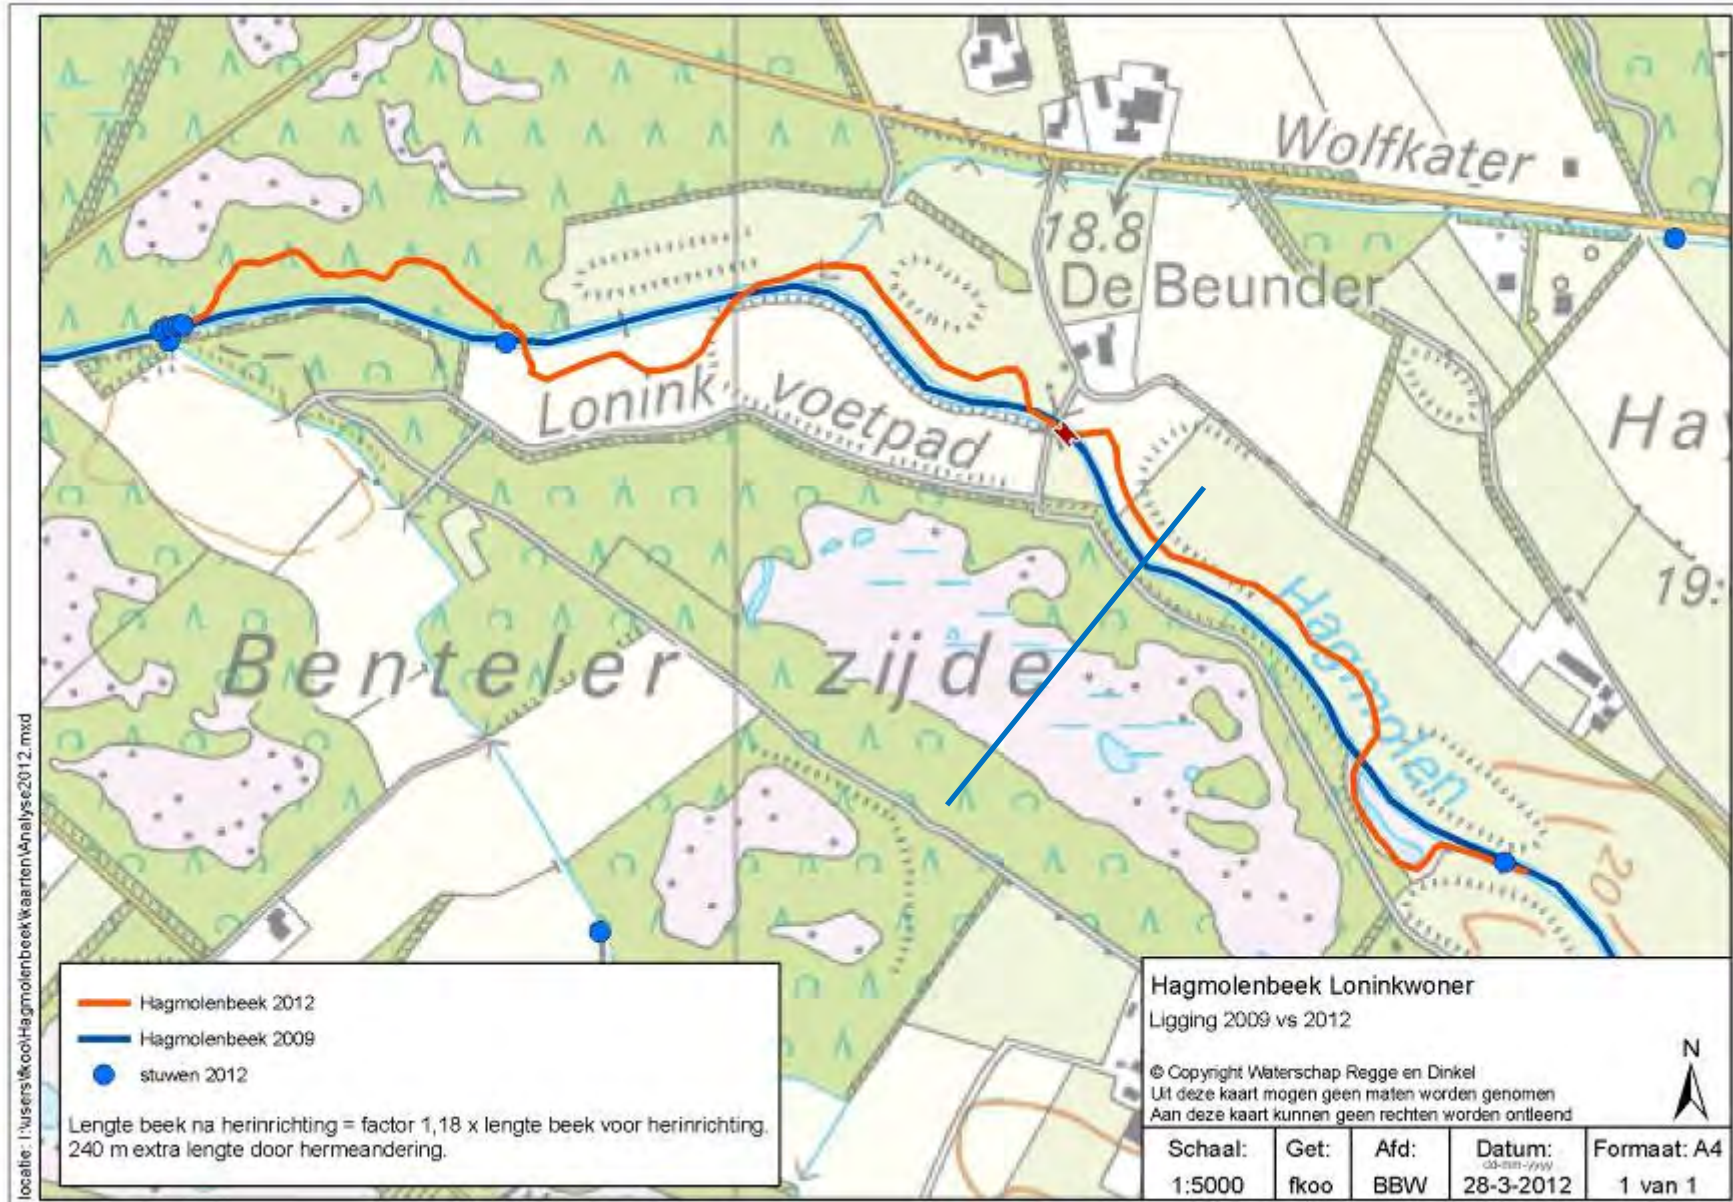 Wolfkater
18.8
De Beunder
Lonink voetpad
Ha
Hagmolen
19.
Benteler zijde
20
locatie: I:\users\fkoo\Hagmolenbeek\kaarten\Analyse2012.mxd
Hagmolenbeek 2012
Hagmolenbeek 2009
stuwen 2012
Lengte beek na herinrichting = factor 1,18 x lengte beek voor herinrichting.
240 m extra lengte door hermeandering.
Hagmolenbeek Loninkwoner
Ligging 2009 vs 2012
N
© Copyright Waterschap Regge en Dinkel
Uit deze kaart mogen geen maten worden genomen
Aan deze kaart kunnen geen rechten worden ontleend
Schaal: Get: Afd: Datum: Formaat: A4
dd-mm-yyyy
1:5000 fkoo BBW 28-3-2012 1 van 1